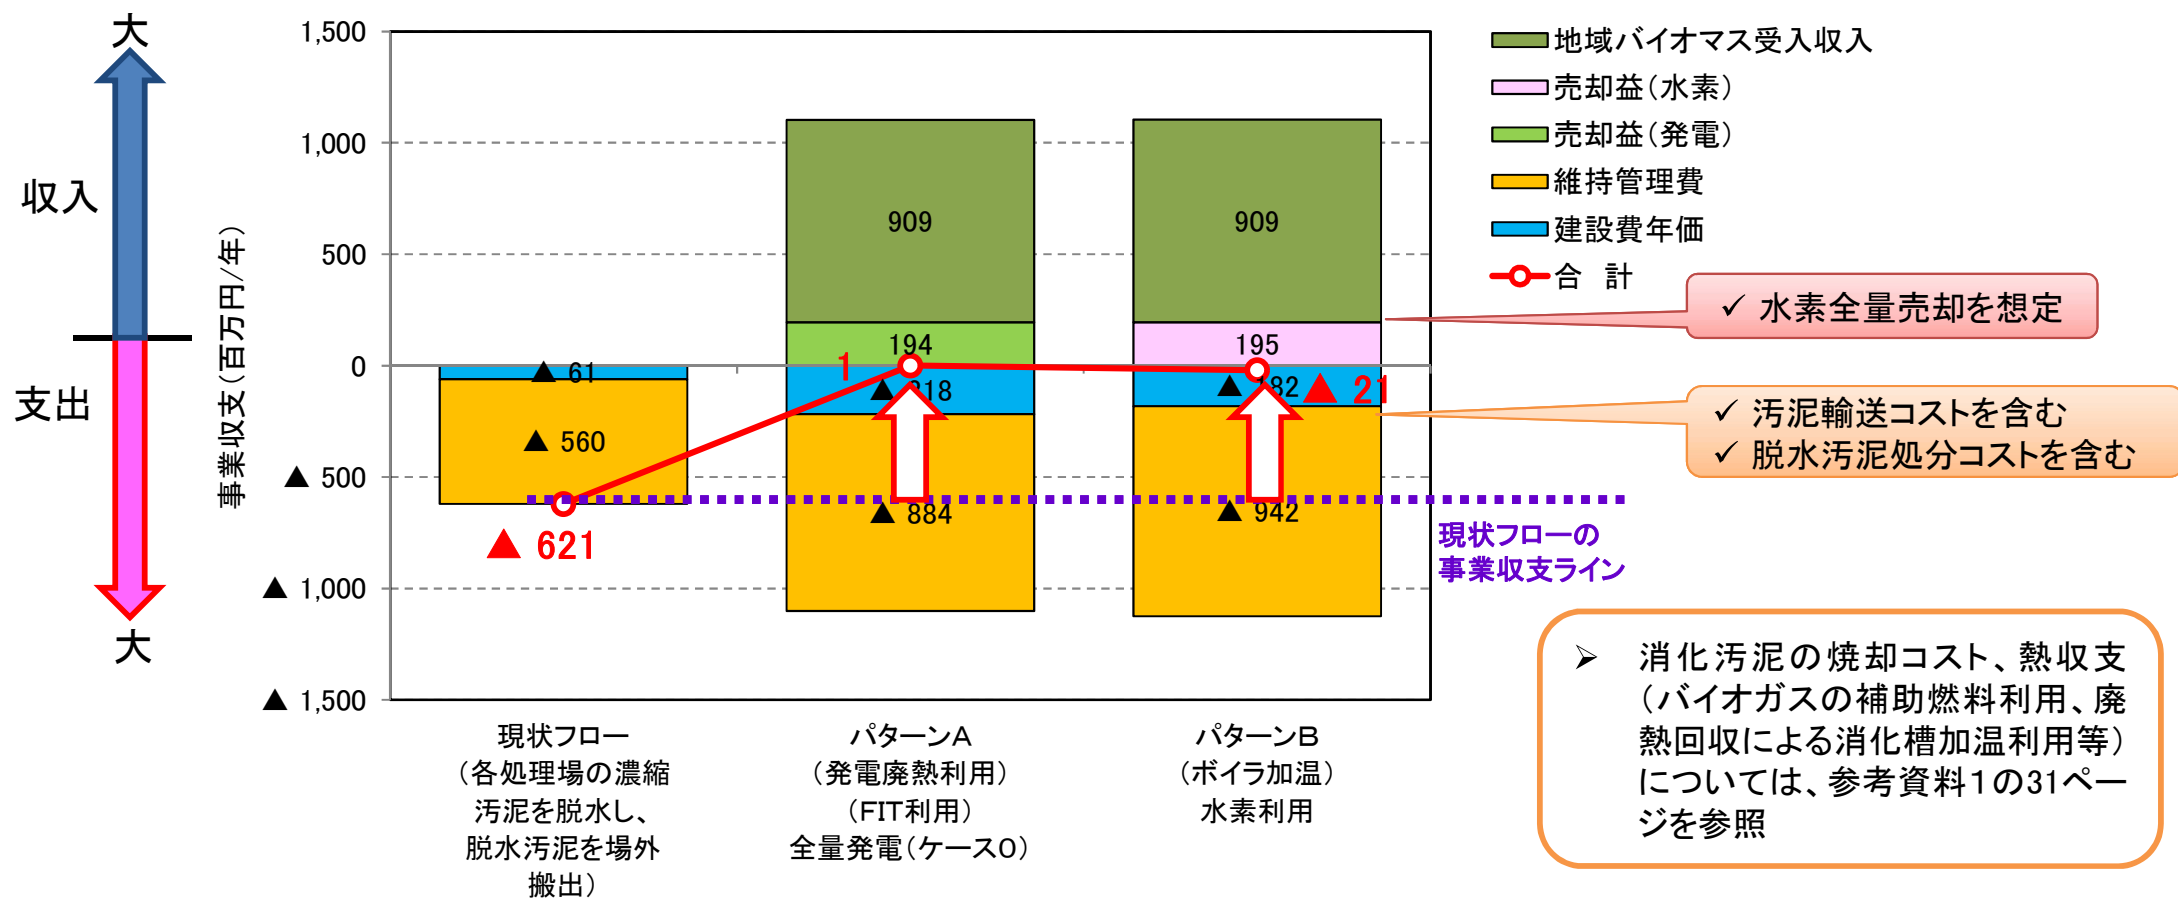 大
収入
支出
大
事業収支(百万円/年)
1,500
1,000
500
0
▲ 500
▲ 1,000
▲ 1,500
909
194
1
▲ 218
▲ 884
909
195
▲ 182
▲ 21
▲ 942
▲ 61
▲ 560
▲ 621
現状フロー
(各処理場の濃縮
汚泥を脱水し、
脱水汚泥を場外
搬出)
パターンA
(発電廃熱利用)
(FIT利用)
全量発電(ケース0)
パターンB
(ボイラ加温)
水素利用
地域バイオマス受入収入
売却益(水素)
売却益(発電)
維持管理費
建設費年価
合 計
✓ 水素全量売却を想定
✓ 汚泥輸送コストを含む
✓ 脱水汚泥処分コストを含む
現状フローの
事業収支ライン
➢ 消化汚泥の焼却コスト、熱収支
(バイオガスの補助燃料利用、廃
熱回収による消化槽加温利用等)
については、参考資料1の31ペー
ジを参照